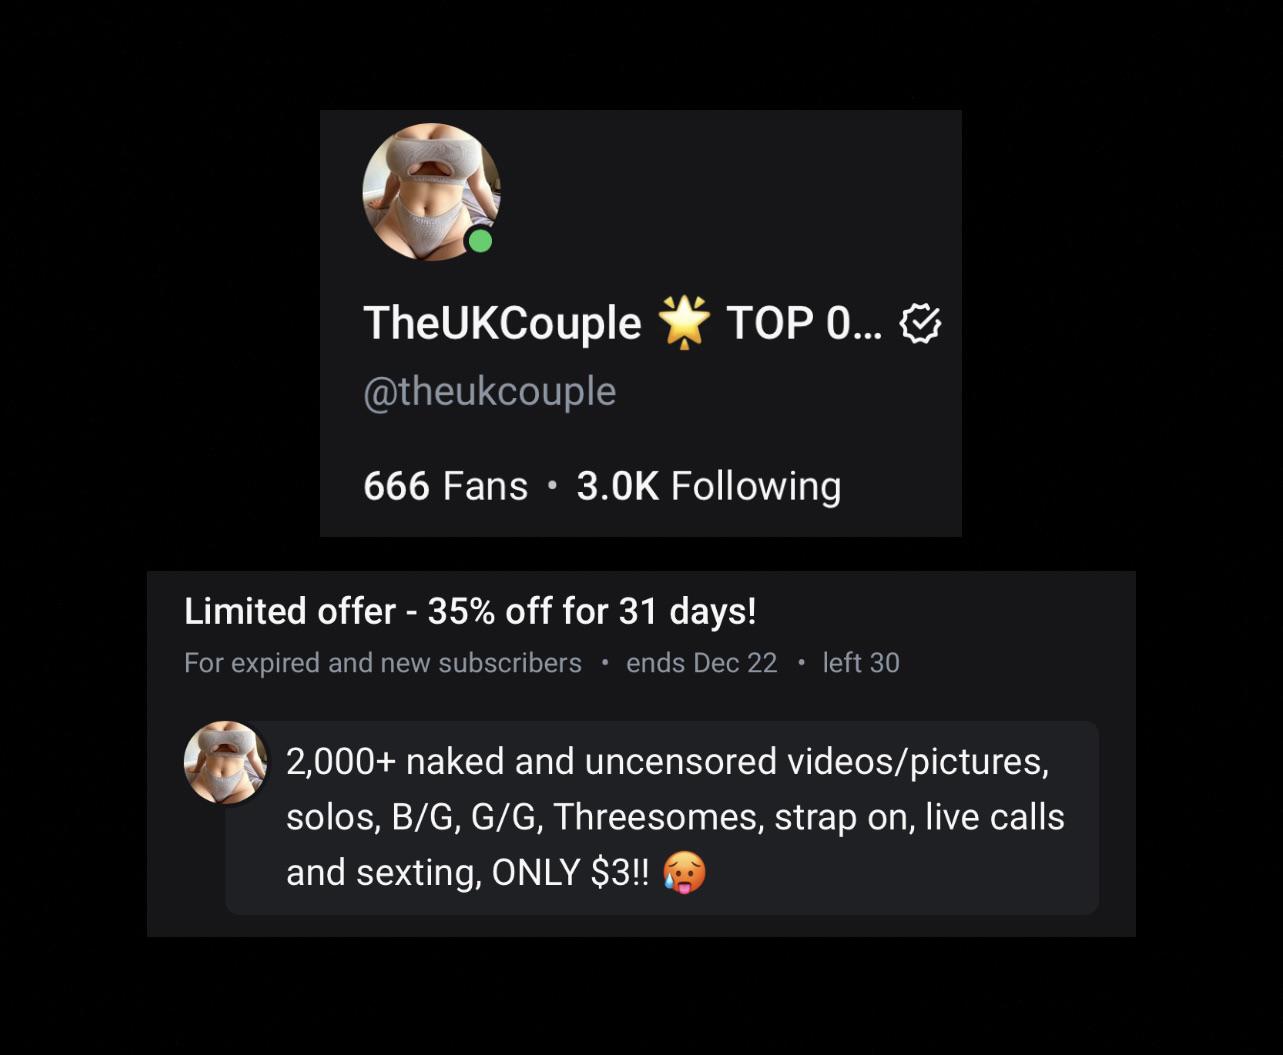 TheUKCouple 🌟 TOP 0...
@theukcouple
666 Fans • 3.0K Following
Limited offer - 35% off for 31 days!
For expired and new subscribers • ends Dec 22 • left 30
2,000+ naked and uncensored videos/pictures,
solos, B/G, G/G, Threesomes, strap on, live calls
and sexting, ONLY $3!! 🥵